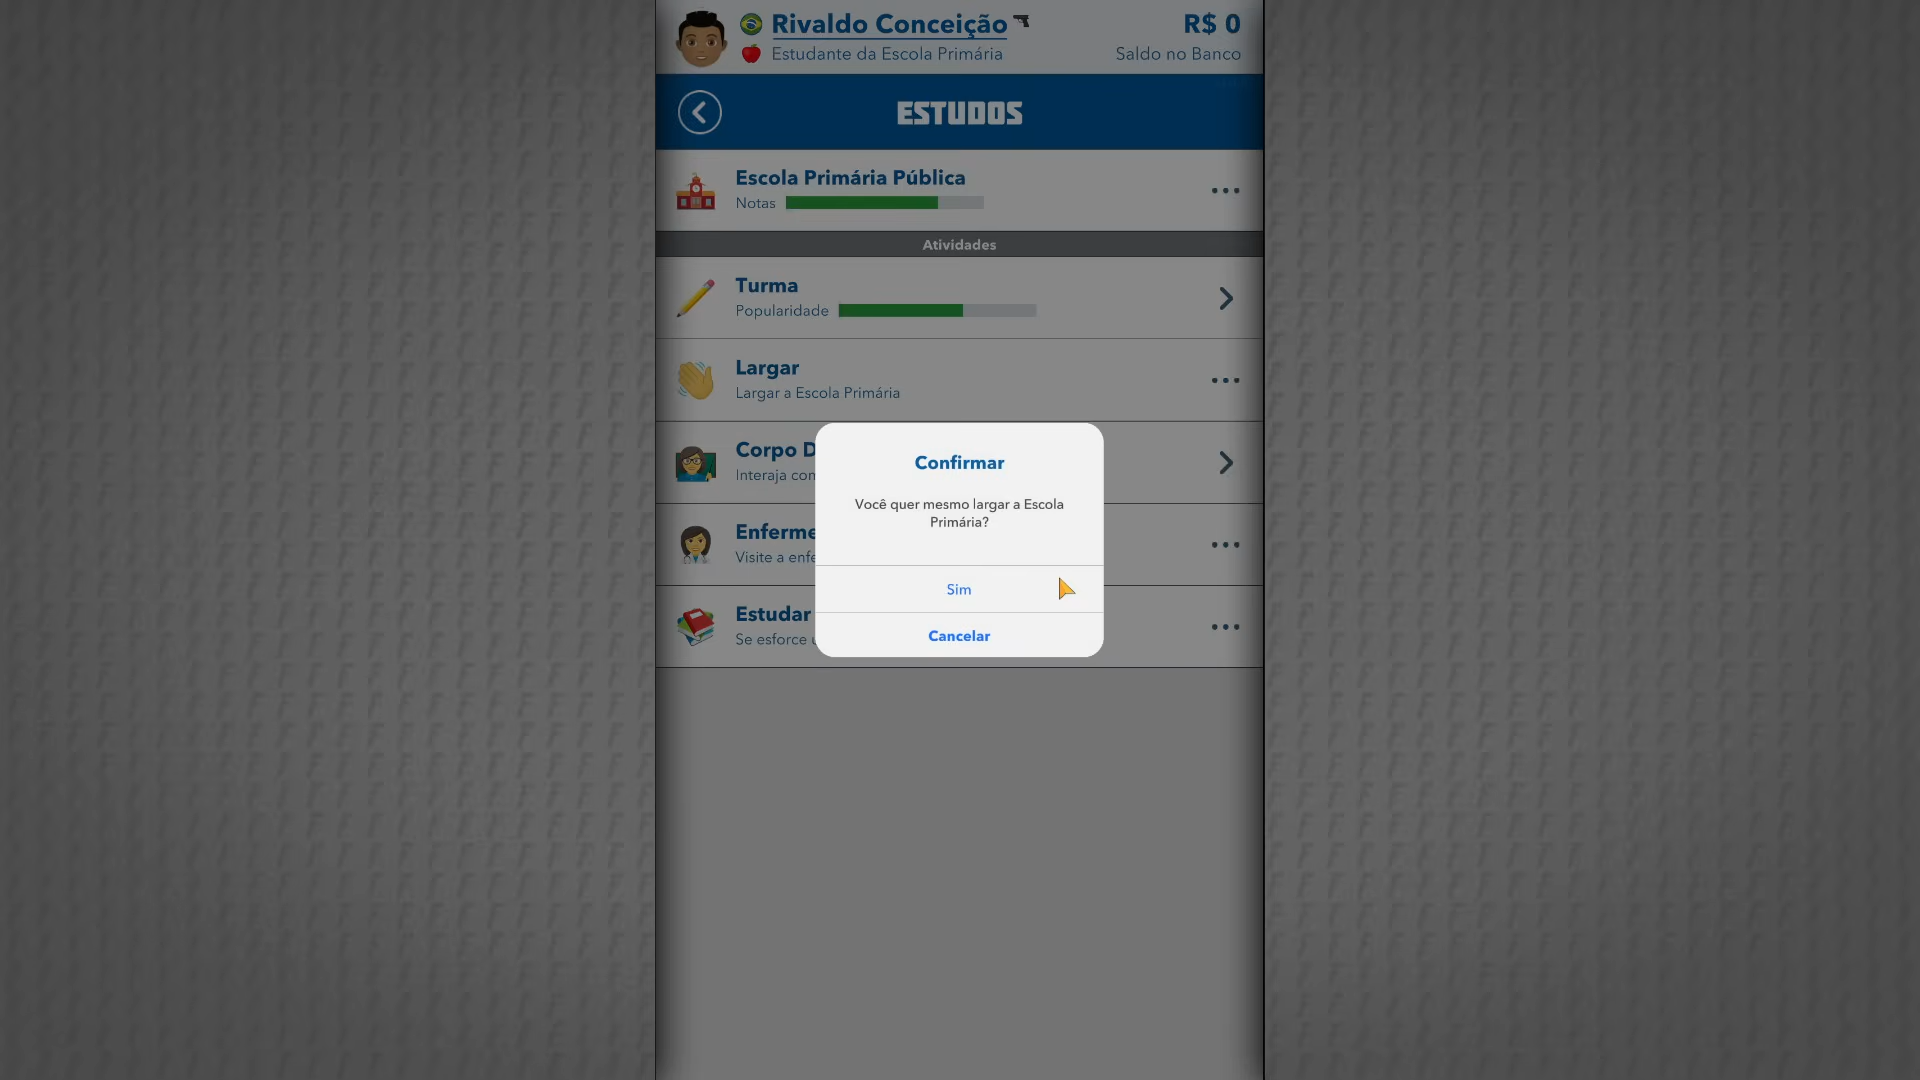 Rivaldo Conceição
R$ 0
Estudante da Escola Primária
Saldo no Banco
ESTUDOS
Escola Primária Pública
Notas
Atividades
Turma
Popularidade
Largar
Largar a Escola Primária
Corpo D
Interaja con
Enferme
Visite a enfe
Estudar
Se esforce
Confirmar
Você quer mesmo largar a Escola
Primária?
Sim
Cancelar